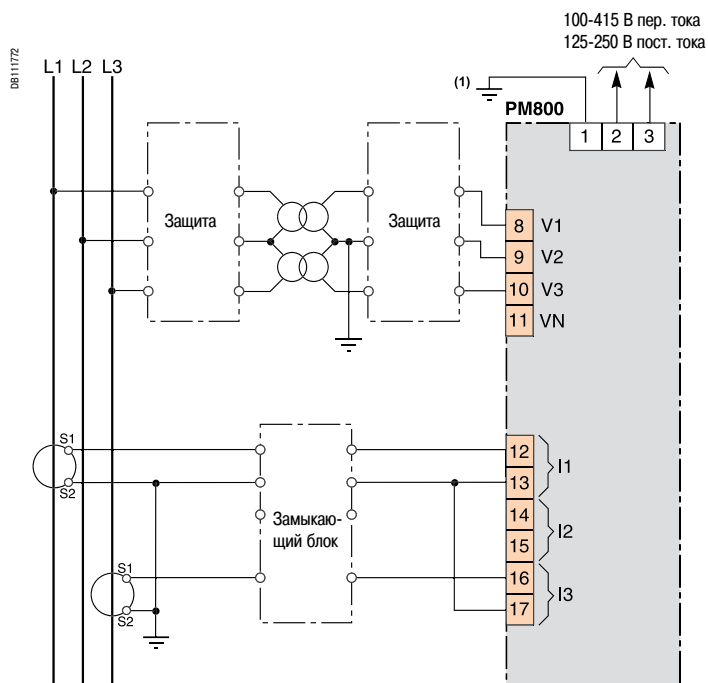 100-415 В пер. тока
125-250 В пост. тока
DB111772
L1 L2 L3
(1)
PM800
1 2 3
Защита
Защита
8 V1
9 V2
10 V3
11 VN
S1
S2
12
13
I1
14
15
I2
16
17
I3
Замыкаю-
щий блок
S1
S2